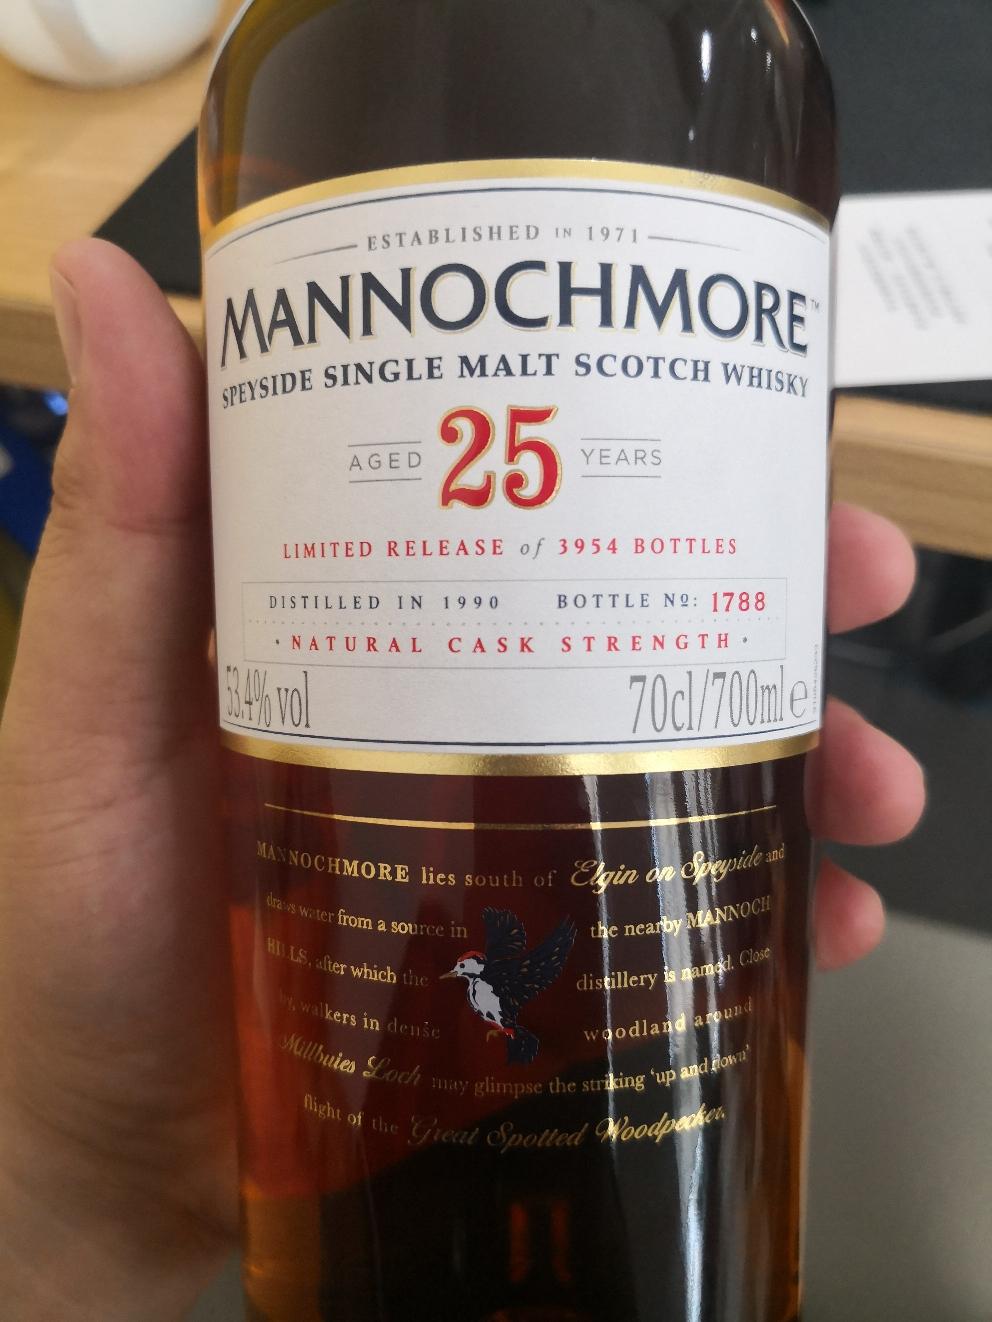 ESTABLISHED IN 1971
MANNOCHMORE™
SPEYSIDE SINGLE MALT SCOTCH WHISKY
AGED 25 YEARS
LIMITED RELEASE of 3954 BOTTLES
DISTILLED IN 1990 BOTTLE Nº: 1788
· NATURAL CASK STRENGTH ·
53.4% vol 70cl/700ml e
MANNOCHMORE lies south of Elgin on Speyside and
draws water from a source in the nearby MANNOCH
HILLS, after which the distillery is named. Close
by, walkers in dense woodland around
Millbuies Loch may glimpse the striking 'up and down'
flight of the Great Spotted Woodpecker.